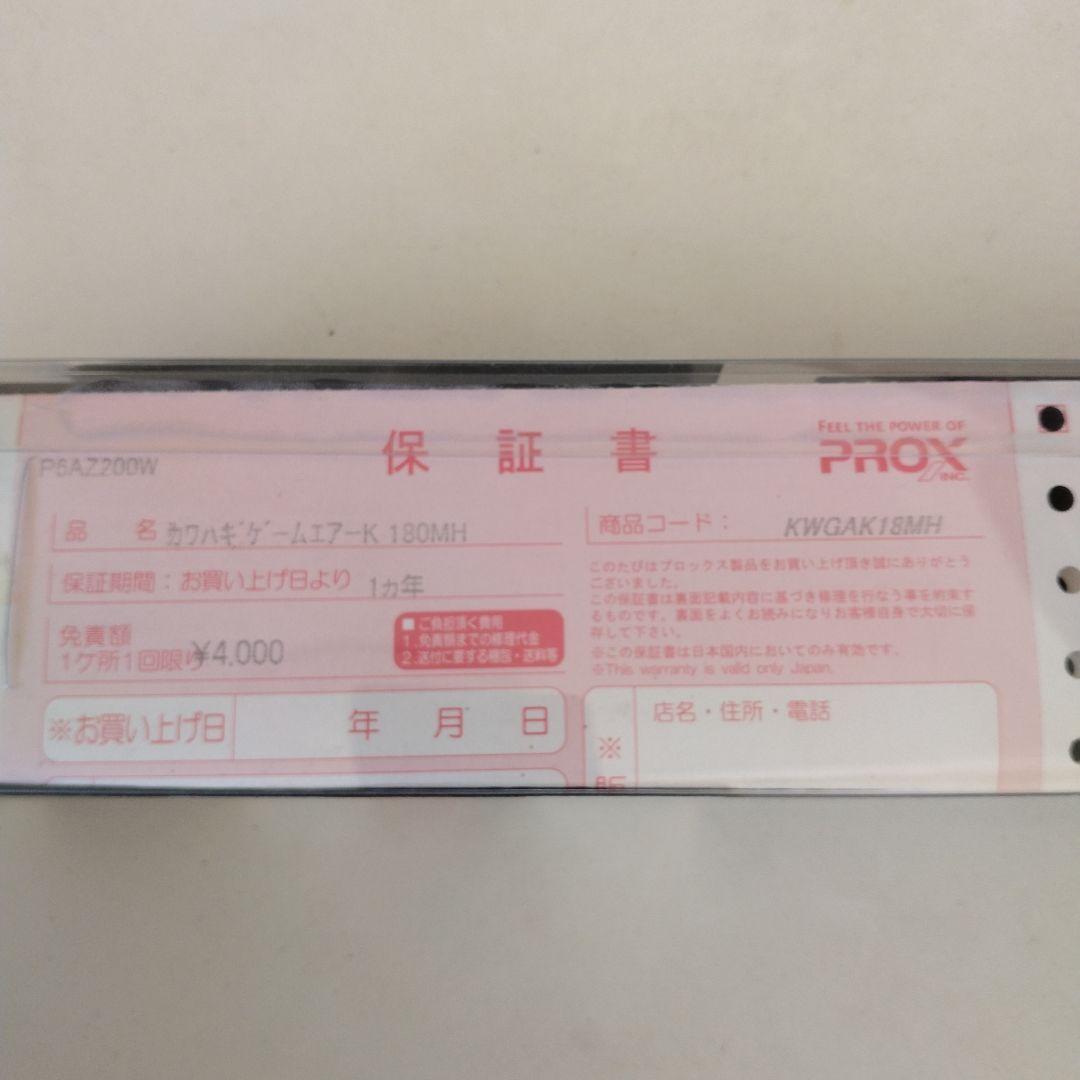 保証書
FEEL THE POWER OF
PROX
INC.
P6AZ200W
品名 カワハギゲームエアーK 180MH
商品コード： KWGAK18MH
保証期間：お買い上げ日より 1ヵ年
免責額
1ケ所1回限り ¥4,000
■ご負担頂く費用
1.免責額までの修理代金
2.送付に要する梱包・送料等
このたびはプロックス製品をお買い上げ頂き誠にありがとう
ございました。
この保証書は裏面記載内容に基づき修理を行なう事を約束す
るものです。裏面をよくお読みになりお客様自身で大切に保
存して下さい。
※この保証書は日本国内においてのみ有効です。
※This warranty is valid only Japan.
※お買い上げ日 年 月 日
※
店名・住所・電話